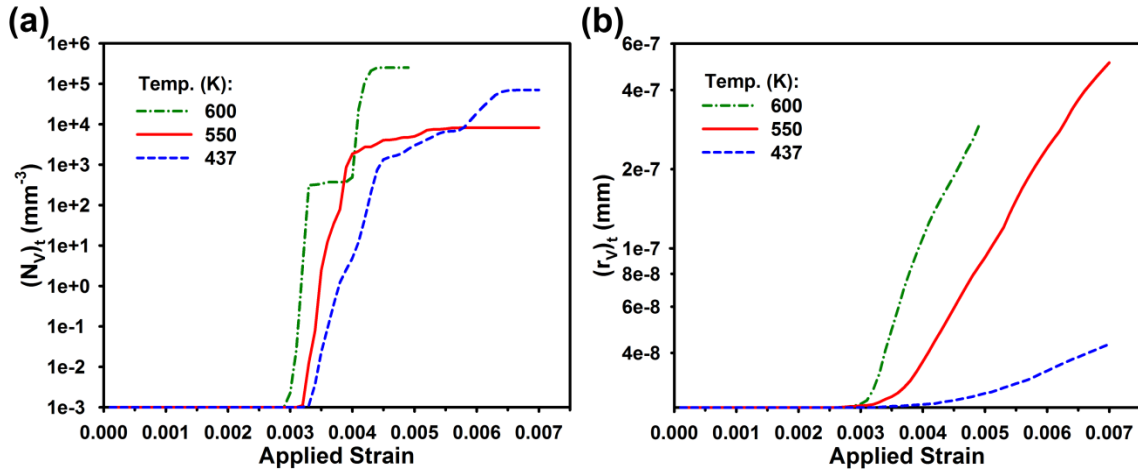 (a)
(N_V)_t (mm^-3)
1e+6
1e+5
1e+4
1e+3
1e+2
1e+1
1e+0
1e-1
1e-2
1e-3
Temp. (K):
600
550
437
0.000 0.001 0.002 0.003 0.004 0.005 0.006 0.007
Applied Strain
(b)
(r_V)_t (mm)
6e-7
4e-7
2e-7
1e-7
8e-8
6e-8
4e-8
Temp. (K):
600
550
437
0.000 0.001 0.002 0.003 0.004 0.005 0.006 0.007
Applied Strain